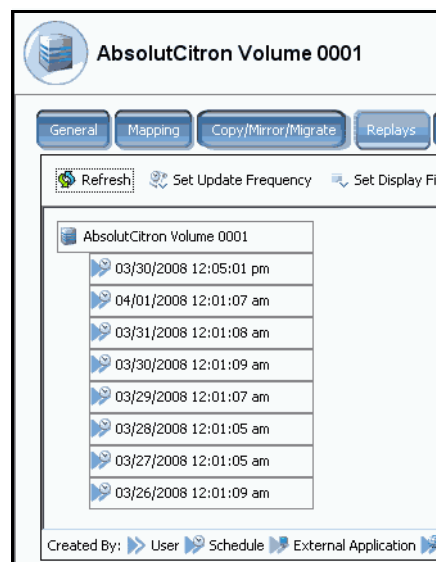 AbsolutCitron Volume 0001
General Mapping Copy/Mirror/Migrate Replays
Refresh Set Update Frequency Set Display Fi
AbsolutCitron Volume 0001
03/30/2008 12:05:01 pm
04/01/2008 12:01:07 am
03/31/2008 12:01:08 am
03/30/2008 12:01:09 am
03/29/2008 12:01:07 am
03/28/2008 12:01:05 am
03/27/2008 12:01:05 am
03/26/2008 12:01:09 am
Created By: User Schedule External Application